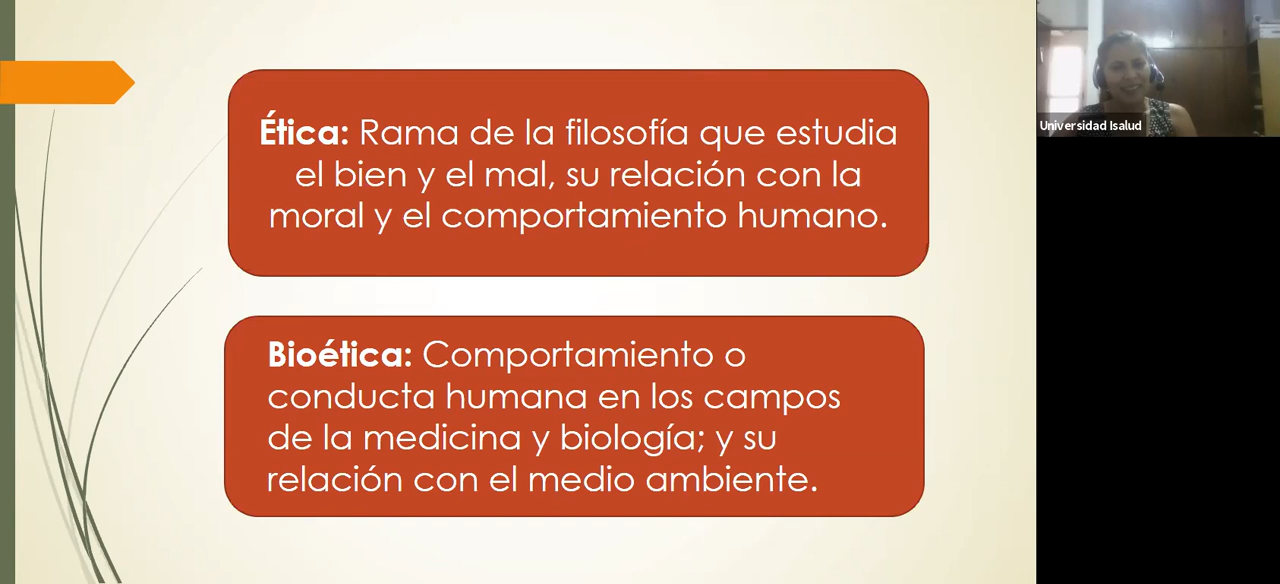 Ética: Rama de la filosofía que estudia
el bien y el mal, su relación con la
moral y el comportamiento humano.
Bioética: Comportamiento o
conducta humana en los campos
de la medicina y biología; y su
relación con el medio ambiente.
Universidad Isalud